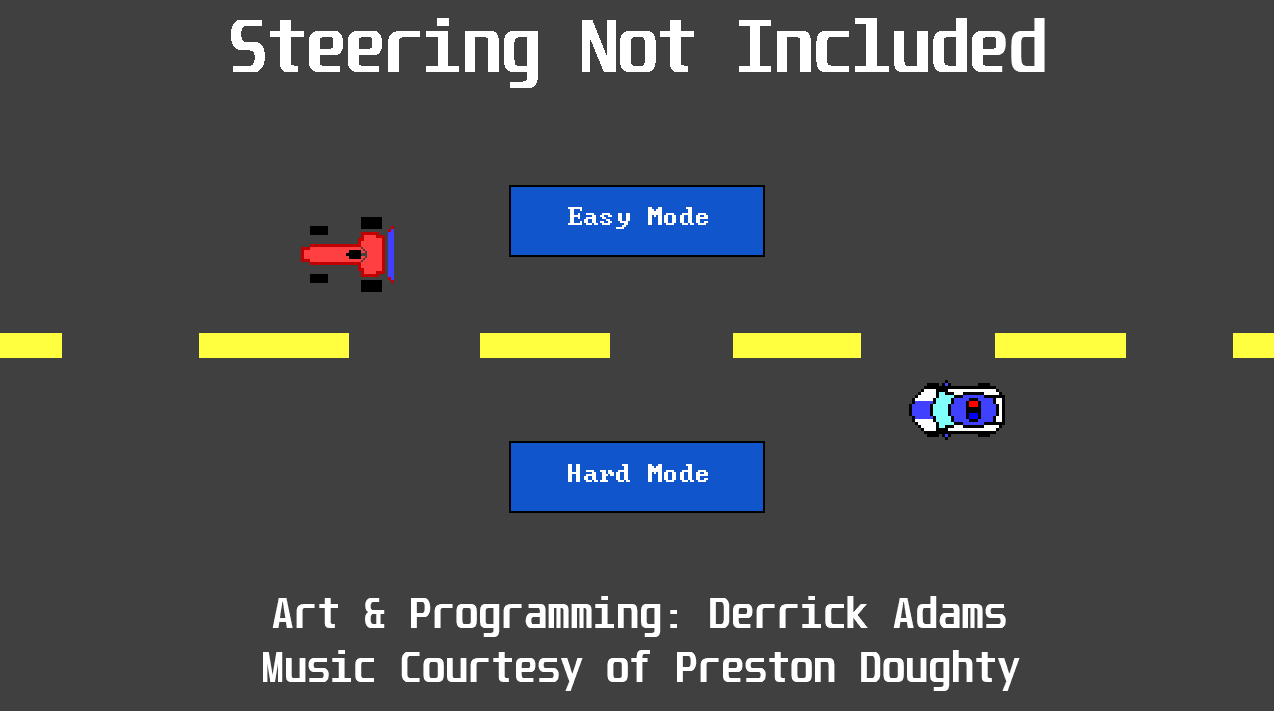 Steering Not Included
Easy Mode
Hard Mode
Art & Programming: Derrick Adams
Music Courtesy of Preston Doughty